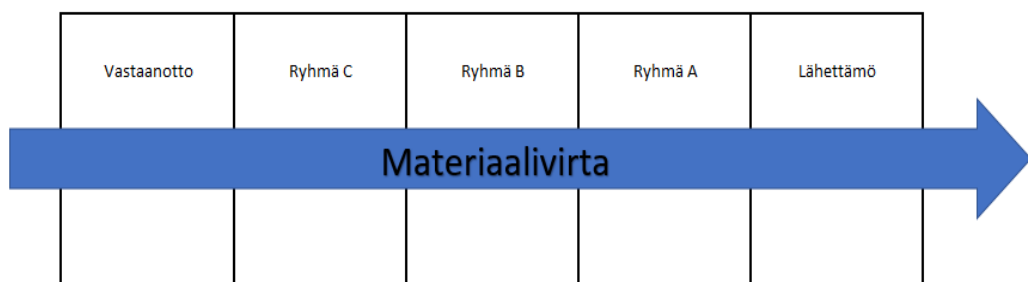 Vastaanotto
Ryhmä C
Ryhmä B
Ryhmä A
Lähettämö
Materiaalivirta